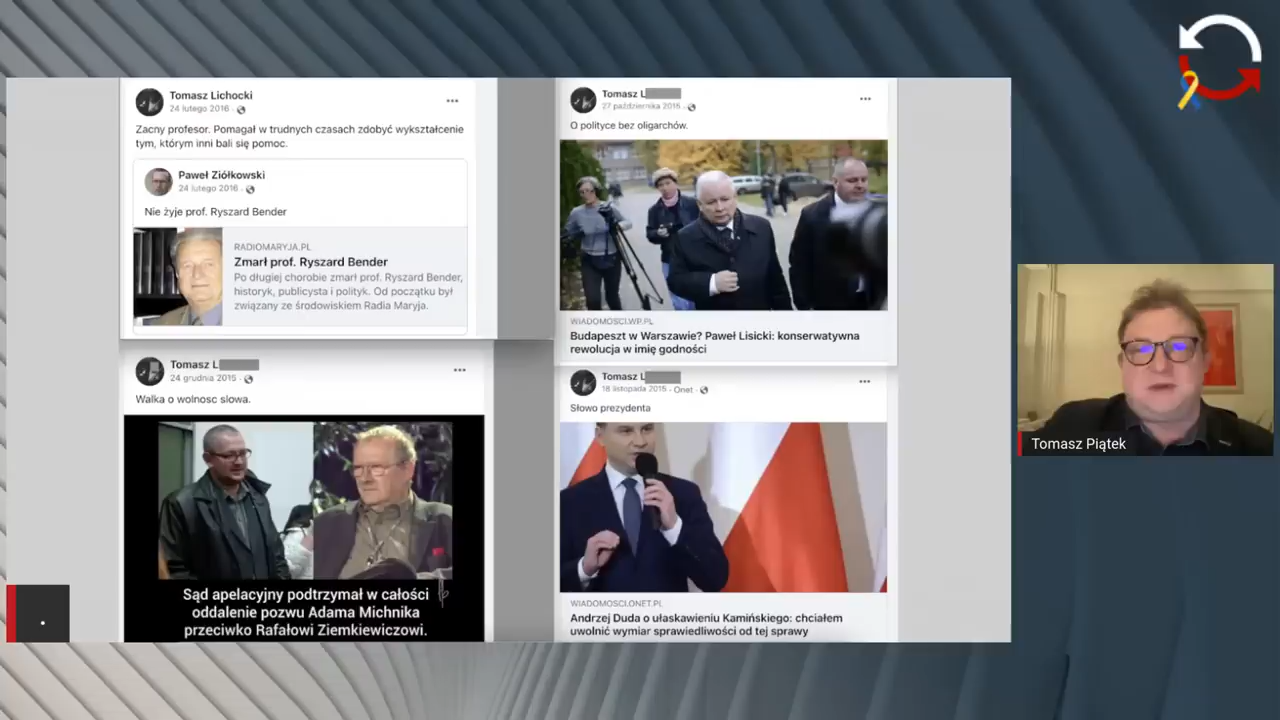 Tomasz Lichocki
24 lutego 2016 ·
Zacny profesor. Pomagał w trudnych czasach zdobyć wykształcenie
tym, którym inni bali się pomoc.
Paweł Ziółkowski
24 lutego 2016 ·
Nie żyje prof. Ryszard Bender
RADIOMARYJA.PL
Zmarł prof. Ryszard Bender
Po długiej chorobie zmarł prof. Ryszard Bender,
historyk, publicysta i polityk. Od początku był
związany ze środowiskiem Radia Maryja.
Tomasz L
24 grudnia 2015 ·
Walka o wolnosc slowa.
Sąd apelacyjny podtrzymał w całości
oddalenie pozwu Adama Michnika
przeciwko Rafałowi Ziemkiewiczowi.
Tomasz L
27 października 2015 ·
O polityce bez oligarchów.
WIADOMOSCI.WP.PL
Budapeszt w Warszawie? Paweł Lisicki: konserwatywna
rewolucja w imię godności
Tomasz L
18 listopada 2015 · Onet ·
Słowo prezydenta
WIADOMOSCI.ONET.PL
Andrzej Duda o ułaskawieniu Kamińskiego: chciałem
uwolnić wymiar sprawiedliwości od tej sprawy
Tomasz Piątek
.